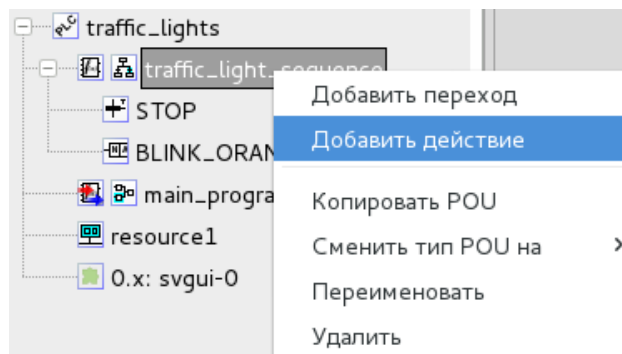 traffic_lights
traffic_light_sequence
STOP
BLINK_ORAN
main_progra
resource1
0.x: svgui-0
Добавить переход
Добавить действие
Копировать POU
Сменить тип POU на
Переименовать
Удалить